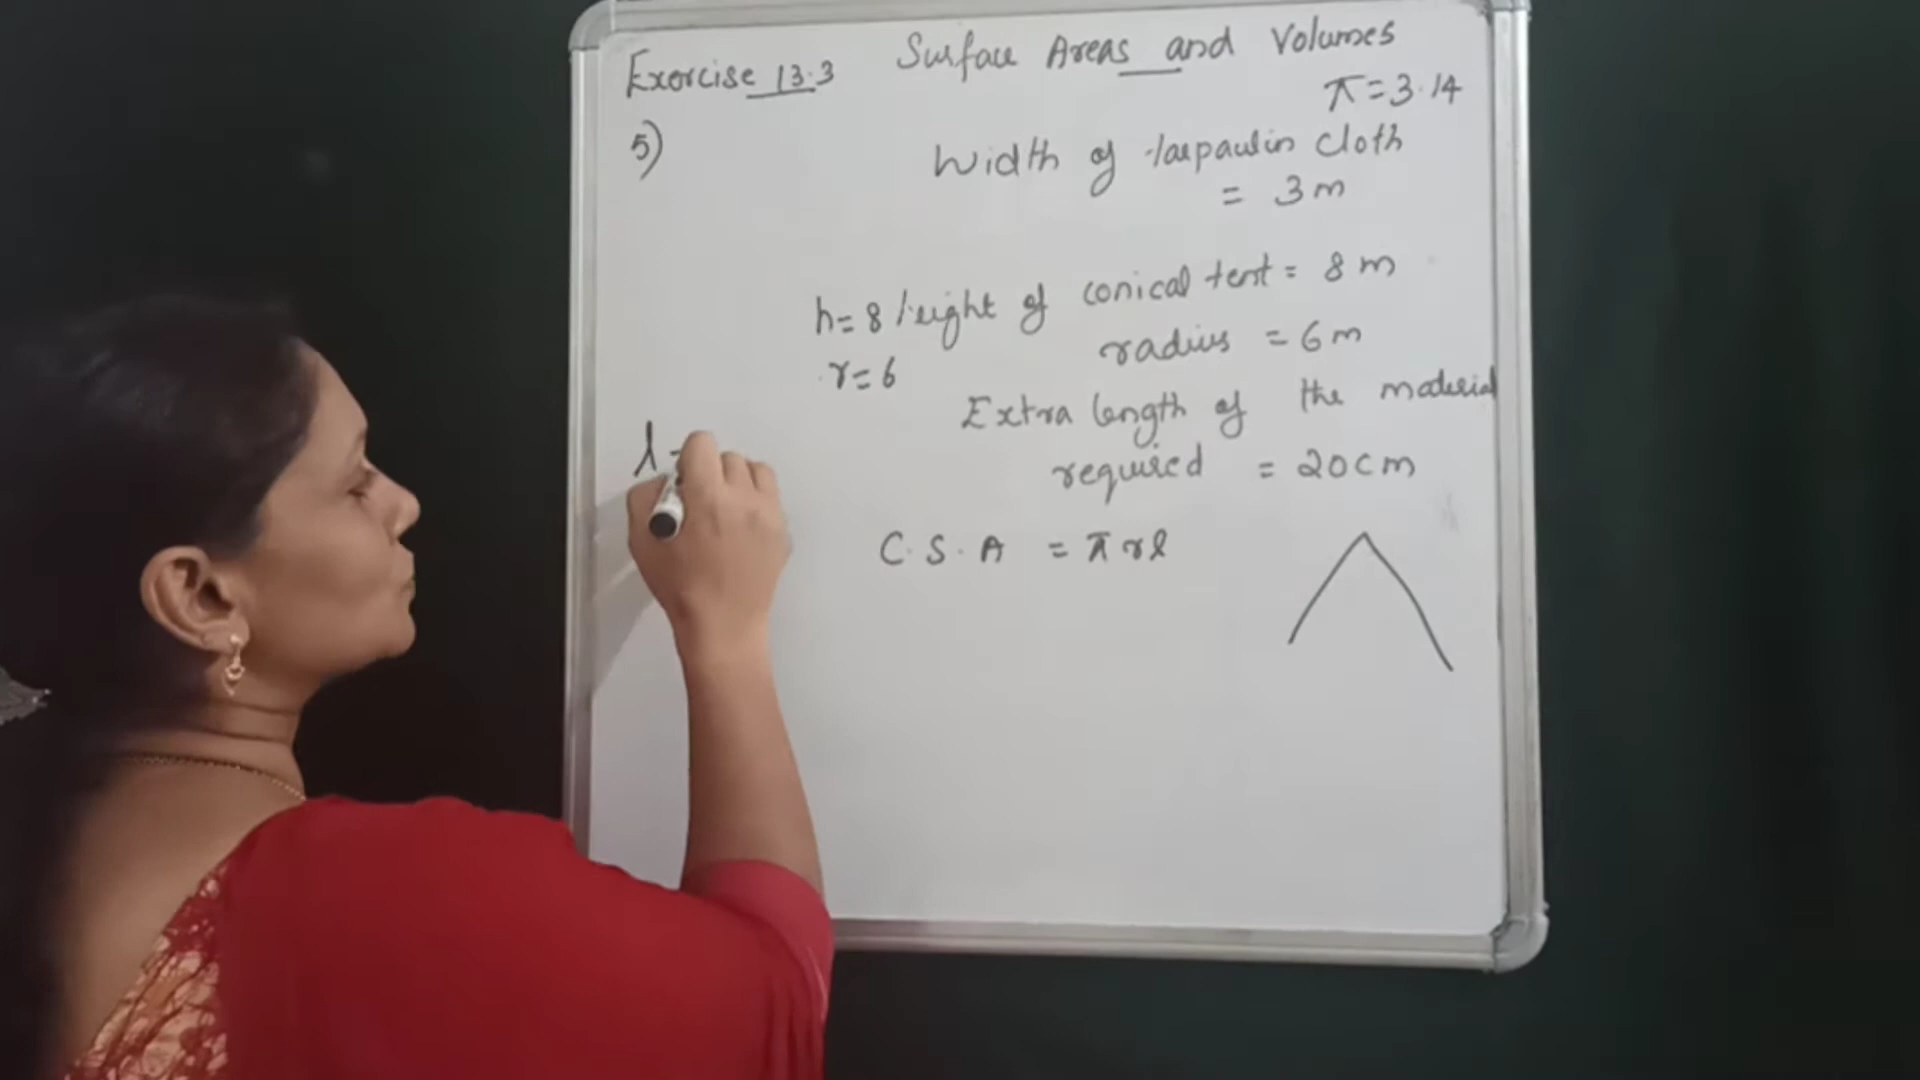 Exercise 13.3 Surface Areas and Volumes
π = 3.14
5)
Width of tarpaulin cloth
= 3 m
h = 8 height of conical tent = 8 m
r = 6 radius = 6 m
Extra length of the material
required = 20 cm
l =
C.S.A = πrl